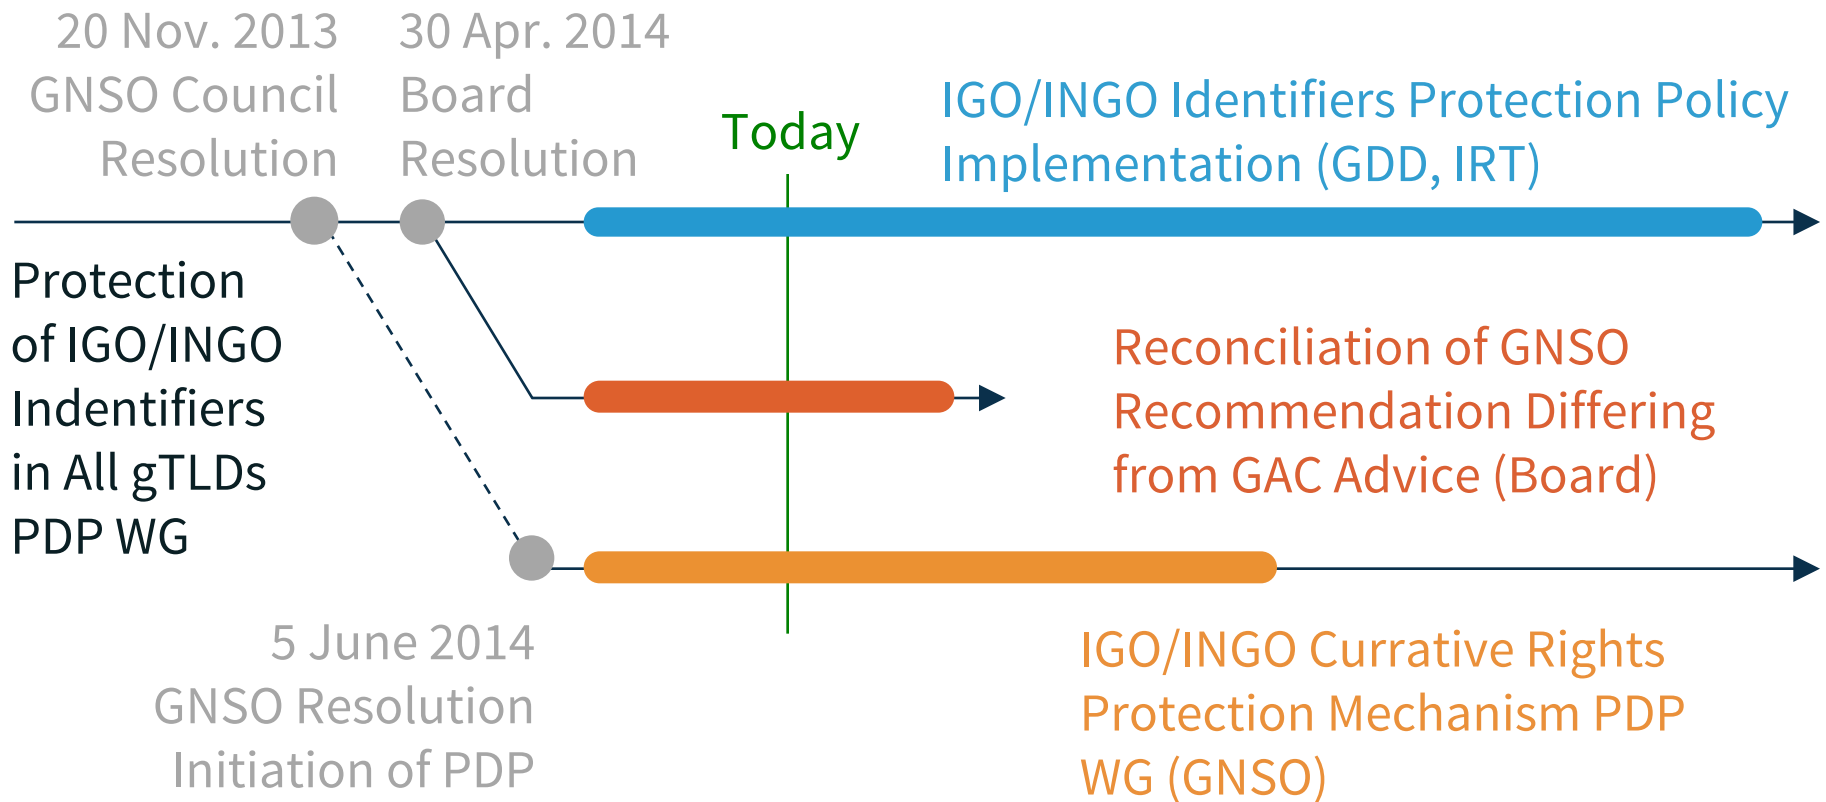 20 Nov. 2013
GNSO Council
Resolution
30 Apr. 2014
Board
Resolution
Today
IGO/INGO Identifiers Protection Policy
Implementation (GDD, IRT)
Protection
of IGO/INGO
Indentifiers
in All gTLDs
PDP WG
Reconciliation of GNSO
Recommendation Differing
from GAC Advice (Board)
5 June 2014
GNSO Resolution
Initiation of PDP
IGO/INGO Currative Rights
Protection Mechanism PDP
WG (GNSO)